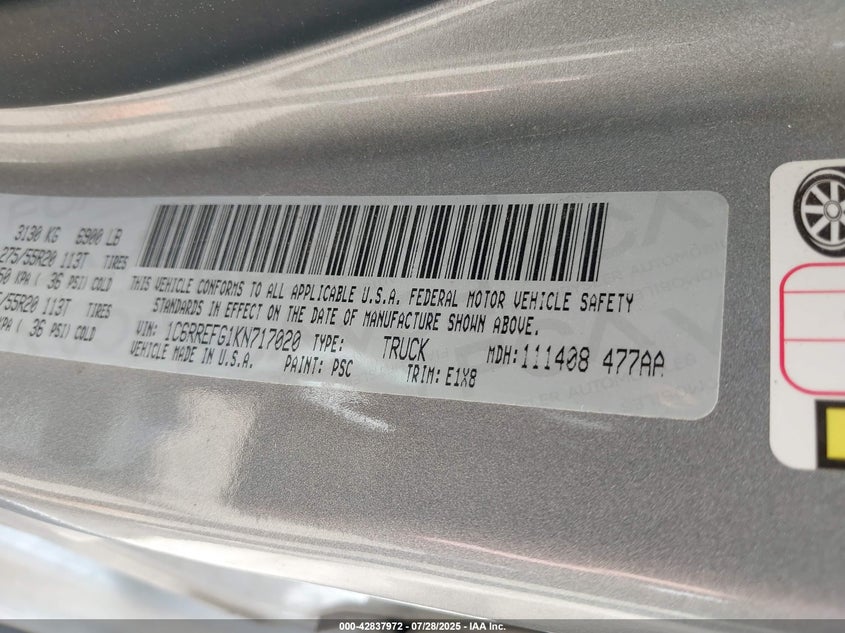 3130 KG 6900 LB
275/55R20 113T TIRES
50 KPA ( 36 PSI) COLD
/55R20 113T TIRES
KPA ( 36 PSI) COLD
THIS VEHICLE CONFORMS TO ALL APPLICABLE U.S.A. FEDERAL MOTOR VEHICLE SAFETY
STANDARDS IN EFFECT ON THE DATE OF MANUFACTURE SHOWN ABOVE.
VIN: 1C6RREFG1KN717020 TYPE: TRUCK MDH: 111408 477AA
VEHICLE MADE IN U.S.A. PAINT: PSC TRIM: E1X8
000-42837972 | 07/28/2025 - IAA Inc.